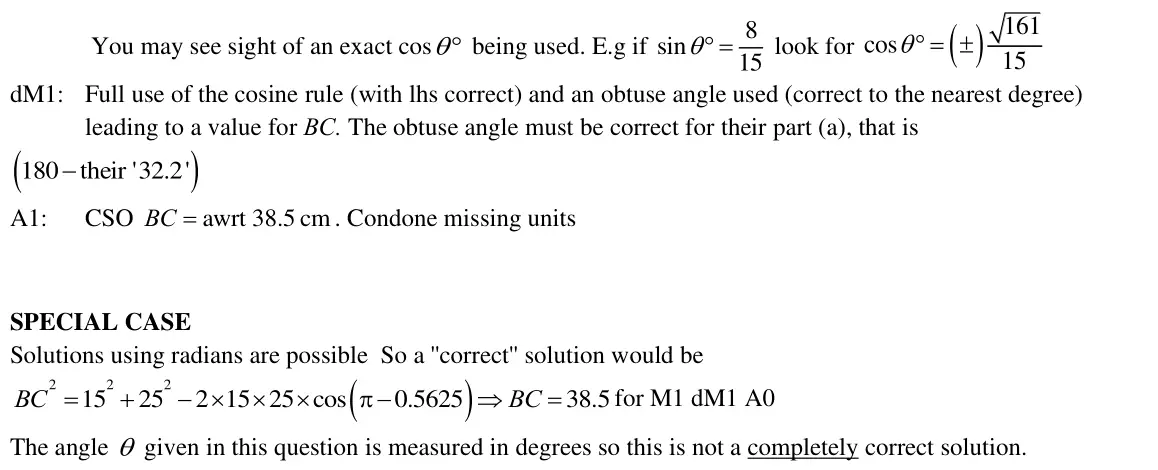 You may see sight of an exact cos θ° being used. E.g if sin θ° = 8/15 look for cos θ° = (±) √161/15
dM1: Full use of the cosine rule (with lhs correct) and an obtuse angle used (correct to the nearest degree)
leading to a value for BC. The obtuse angle must be correct for their part (a), that is
(180 − their '32.2')
A1: CSO BC = awrt 38.5 cm . Condone missing units
SPECIAL CASE
Solutions using radians are possible So a "correct" solution would be
BC² = 15² + 25² − 2×15×25×cos(π − 0.5625) ⇒ BC = 38.5 for M1 dM1 A0
The angle θ given in this question is measured in degrees so this is not a completely correct solution.